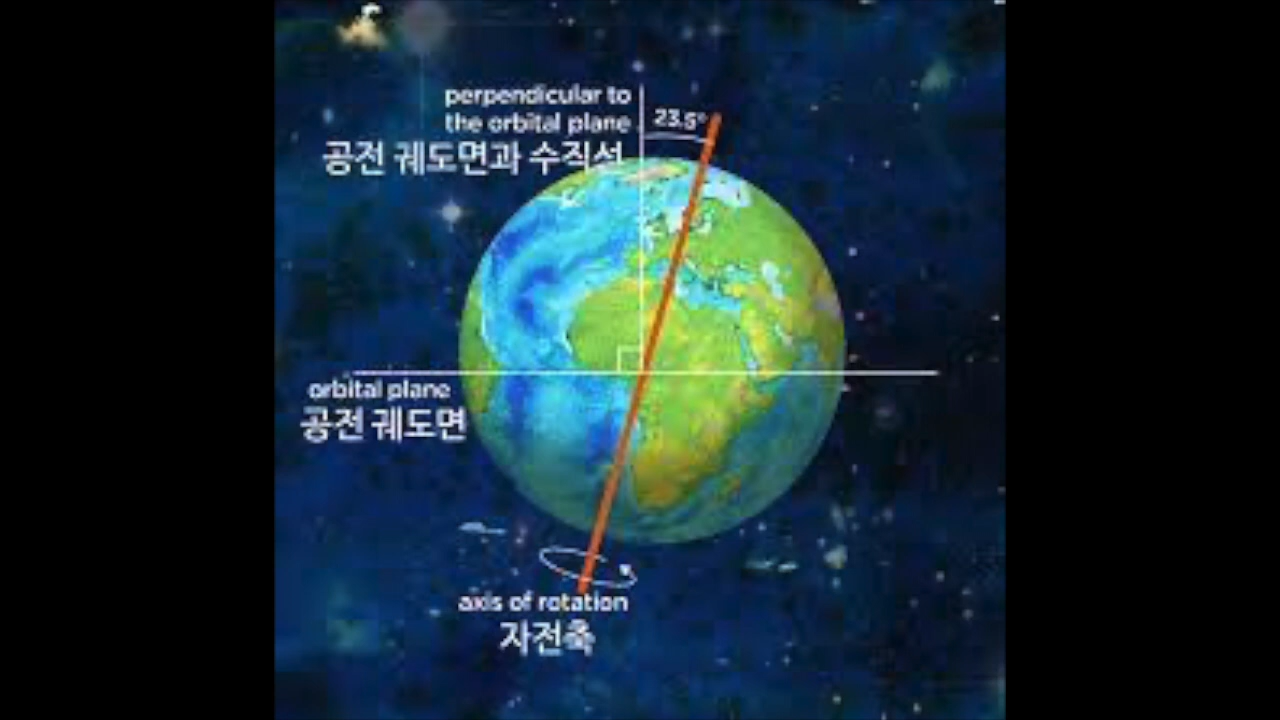 perpendicular to
the orbital plane
23.5°
공전 궤도면과 수직선
orbital plane
공전 궤도면
axis of rotation
자전축